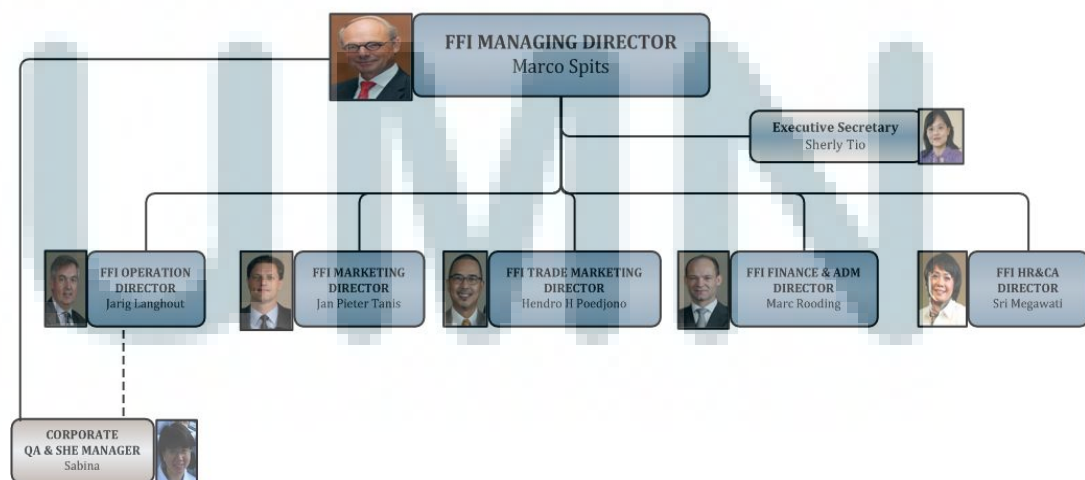 FFI MANAGING DIRECTOR
Marco Spits
Executive Secretary
Sherly Tio
FFI OPERATION
DIRECTOR
Jarig Langhout
FFI MARKETING
DIRECTOR
Jan Pieter Tanis
FFI TRADE MARKETING
DIRECTOR
Hendro H Poedjono
FFI FINANCE & ADM
DIRECTOR
Marc Rooding
FFI HR&CA
DIRECTOR
Sri Megawati
CORPORATE
QA & SHE MANAGER
Sabina
UMN